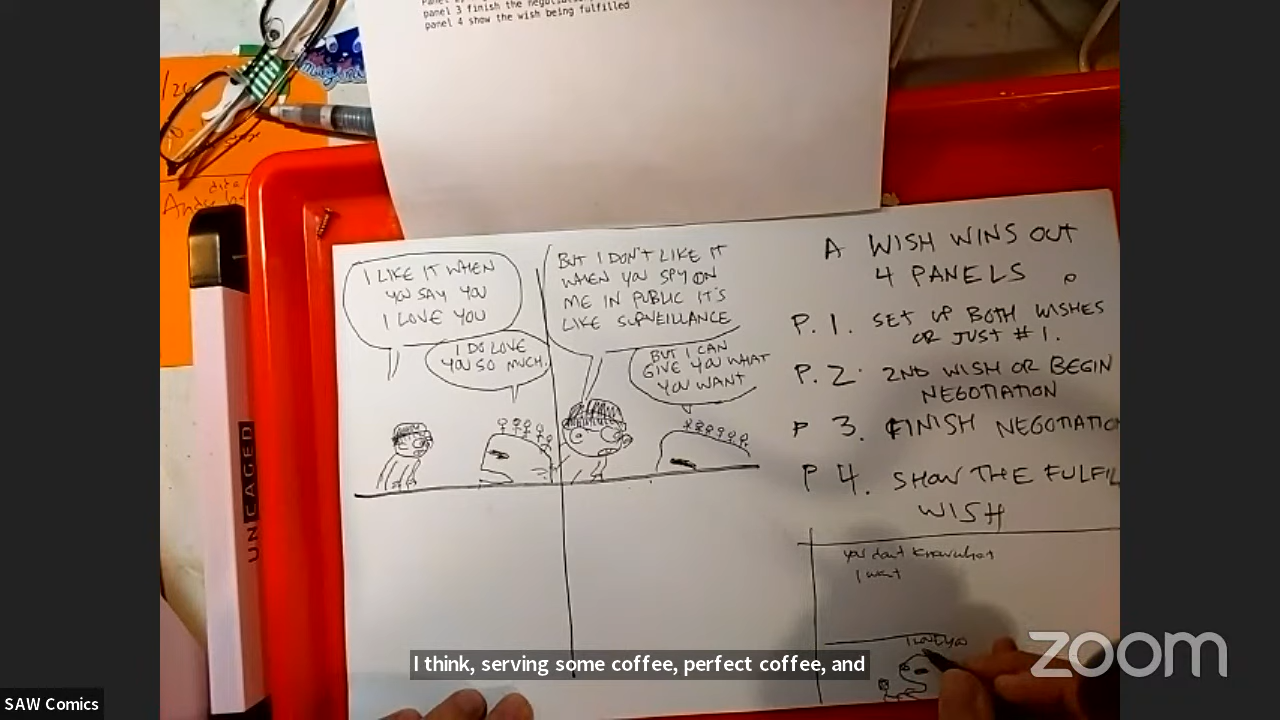 panel 3 finish the
panel 4 show the wish being fulfilled
I LIKE IT WHEN
YOU SAY YOU
I LOVE YOU
I DO LOVE
YOU SO MUCH.
BUT I DON'T LIKE IT
WHEN YOU SPY ON
ME IN PUBLIC IT'S
LIKE SURVEILLANCE
BUT I CAN
GIVE YOU WHAT
YOU WANT
A WISH WINS OUT
4 PANELS
P. 1. SET UP BOTH WISHES
OR JUST #1.
P. 2. 2ND WISH OR BEGIN
NEGOTIATION
P 3. FINISH NEGOTIATIO
P 4. SHOW THE FULFIL
WISH
you don't know what
I want
I love you
UNCAGED
I think, serving some coffee, perfect coffee, and
SAW Comics
zoom